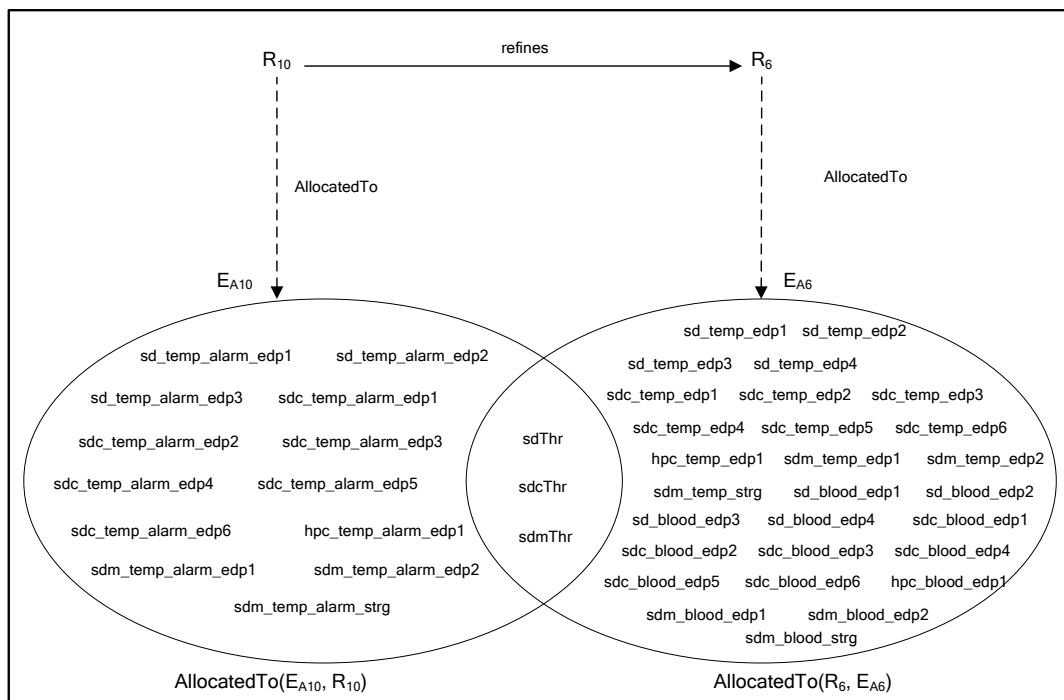 refines
R10 R6
AllocatedTo AllocatedTo
EA10 EA6
sd_temp_alarm_edp1 sd_temp_alarm_edp2
sd_temp_alarm_edp3 sdc_temp_alarm_edp1
sdc_temp_alarm_edp2 sdc_temp_alarm_edp3
sdc_temp_alarm_edp4 sdc_temp_alarm_edp5
sdc_temp_alarm_edp6 hpc_temp_alarm_edp1
sdm_temp_alarm_edp1 sdm_temp_alarm_edp2
sdm_temp_alarm_strg
sdThr
sdcThr
sdmThr
sd_temp_edp1 sd_temp_edp2
sd_temp_edp3 sd_temp_edp4
sdc_temp_edp1 sdc_temp_edp2 sdc_temp_edp3
sdc_temp_edp4 sdc_temp_edp5 sdc_temp_edp6
hpc_temp_edp1 sdm_temp_edp1 sdm_temp_edp2
sdm_temp_strg sd_blood_edp1 sd_blood_edp2
sd_blood_edp3 sd_blood_edp4 sdc_blood_edp1
sdc_blood_edp2 sdc_blood_edp3 sdc_blood_edp4
sdc_blood_edp5 sdc_blood_edp6 hpc_blood_edp1
sdm_blood_edp1 sdm_blood_edp2
sdm_blood_strg
AllocatedTo(EA10, R10) AllocatedTo(R6, EA6)